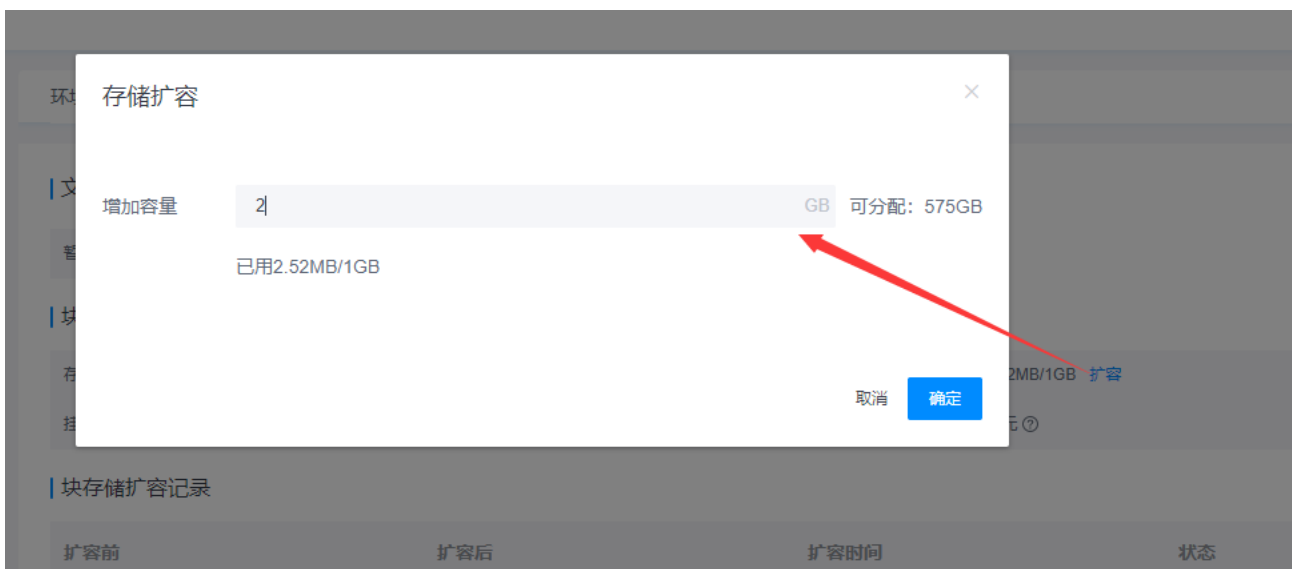 存储扩容
增加容量 2 GB 可分配：575GB
已用2.52MB/1GB
2MB/1GB 扩容
取消 确定
元
块存储扩容记录
扩容前 扩容后 扩容时间 状态